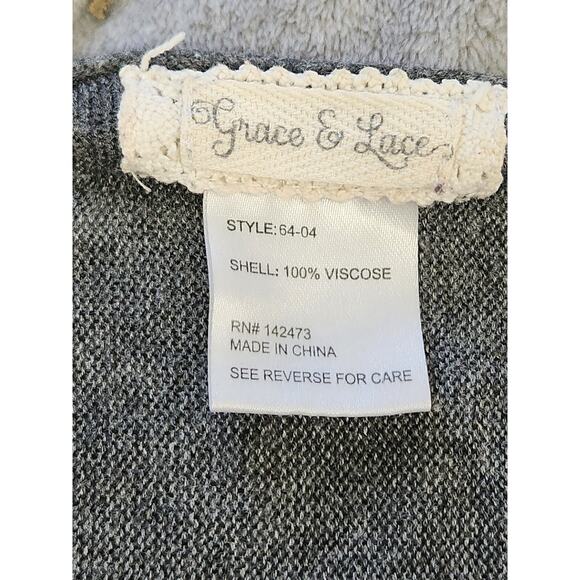 Grace & Lace
STYLE: 64-04
SHELL: 100% VISCOSE
RN# 142473
MADE IN CHINA
SEE REVERSE FOR CARE